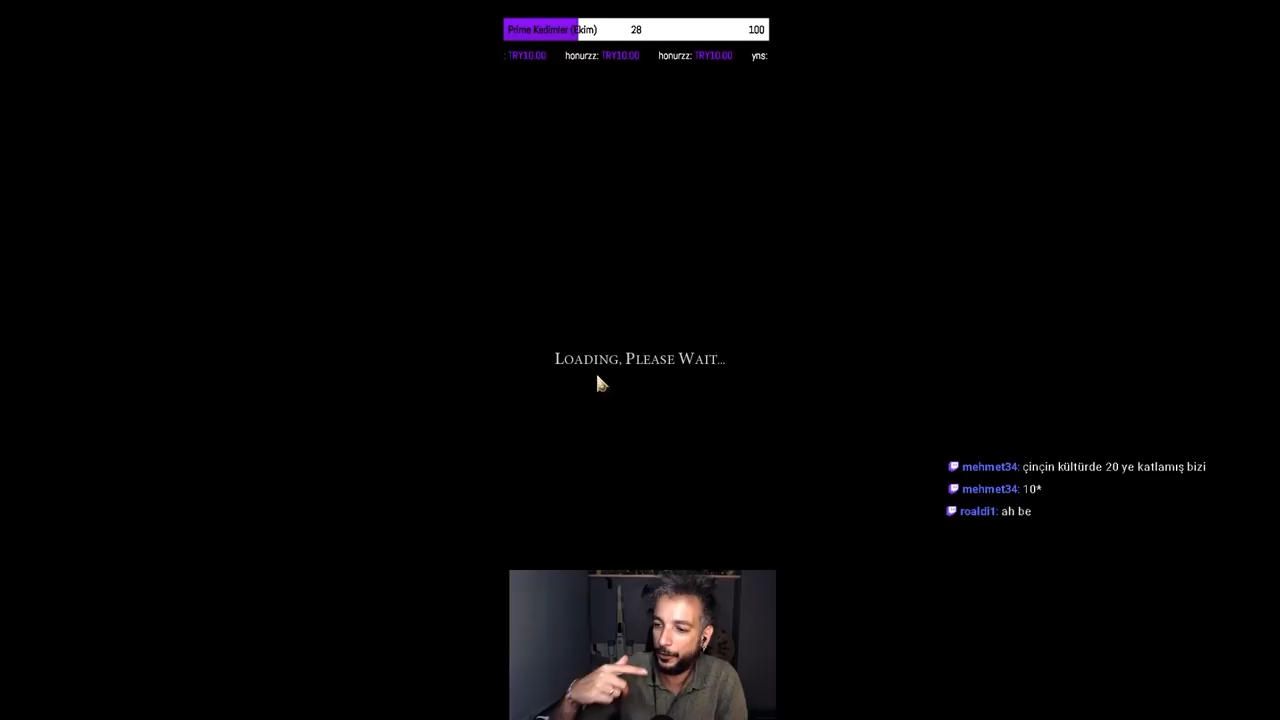 Prime Kedimler (Ekim) 28 100
: TRY10.00 honurzz: TRY10.00 honurzz: TRY10.00 yns:
LOADING, PLEASE WAIT...
mehmet34: çinçin kültürde 20 ye katlamış bizi
mehmet34: 10*
roaldi1: ah be